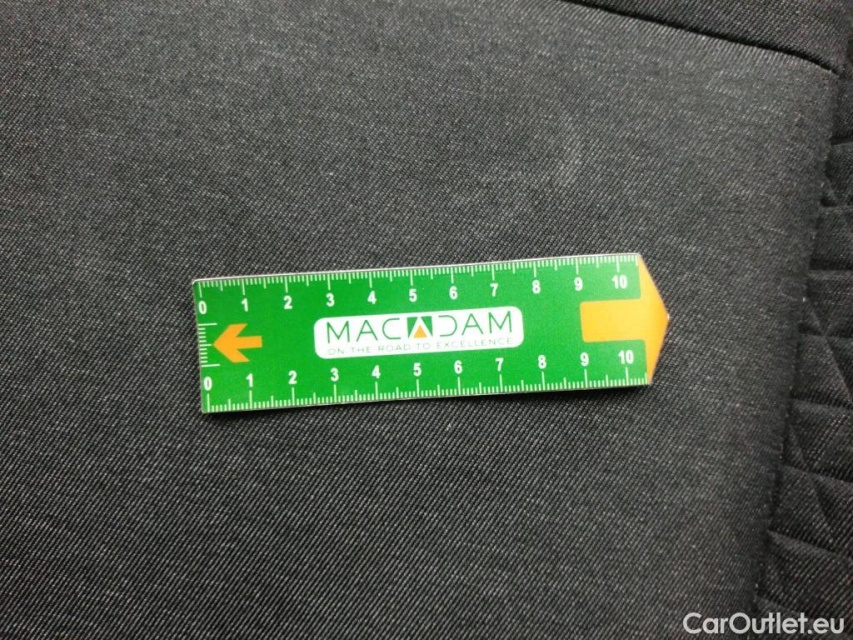 0 1 2 3 4 5 6 7 8 9 10
MACADAM
ON THE ROAD TO EXCELLENCE
0 1 2 3 4 5 6 7 8 9 10
CarOutlet.eu